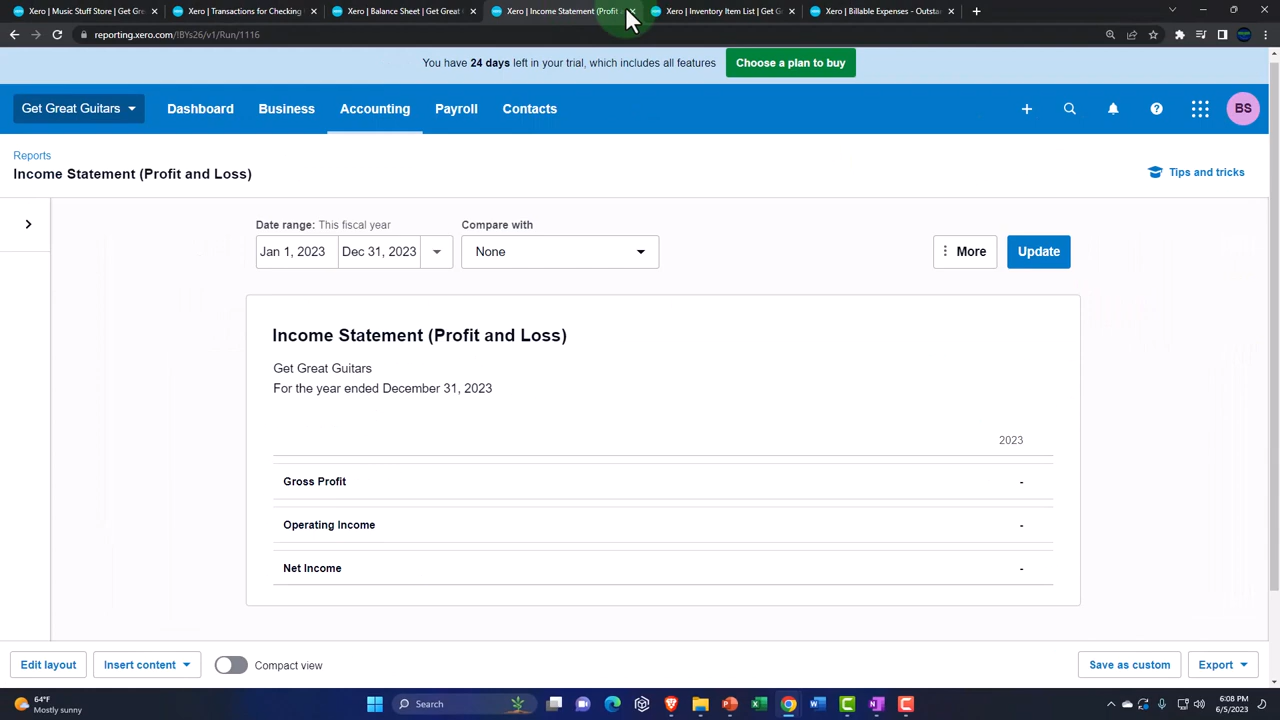 Xero | Music Stuff Store | Get Gre
Xero | Transactions for Checking
Xero | Balance Sheet | Get Great
Xero | Income Statement (Profit
Xero | Inventory Item List | Get G
Xero | Billable Expenses - Outsta
reporting.xero.com/!BYs26/v1/Run/1116
You have 24 days left in your trial, which includes all features
Choose a plan to buy
Get Great Guitars
Dashboard
Business
Accounting
Payroll
Contacts
BS
Reports
Income Statement (Profit and Loss)
Tips and tricks
Date range: This fiscal year
Compare with
Jan 1, 2023
Dec 31, 2023
None
More
Update
Income Statement (Profit and Loss)
Get Great Guitars
For the year ended December 31, 2023
2023
Gross Profit -
Operating Income -
Net Income -
Edit layout
Insert content
Compact view
Save as custom
Export
64°F
Mostly sunny
Search
6:08 PM
6/5/2023